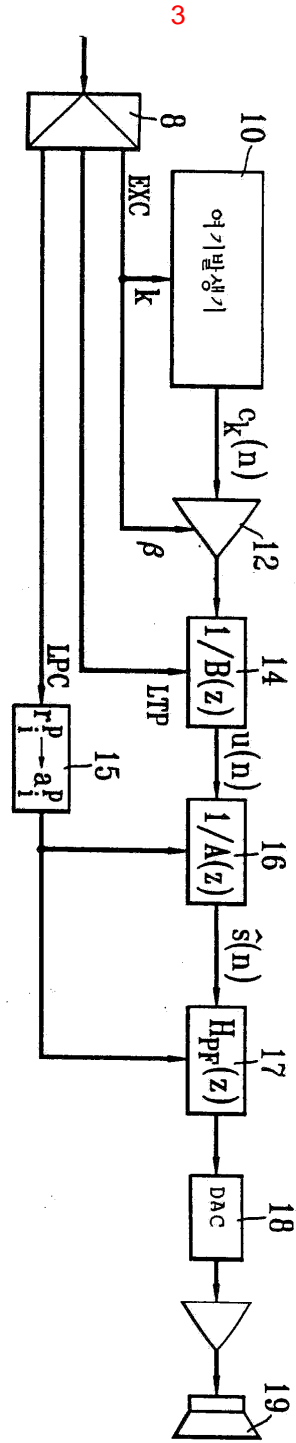 3
8
EXC
k
10
여기발생기
c_k(n)
12
β
14
1/B(z)
LTP
u(n)
LPC
15
r_i^p → a_i^p
16
1/A(z)
ŝ(n)
17
H_PF(z)
18
DAC
19